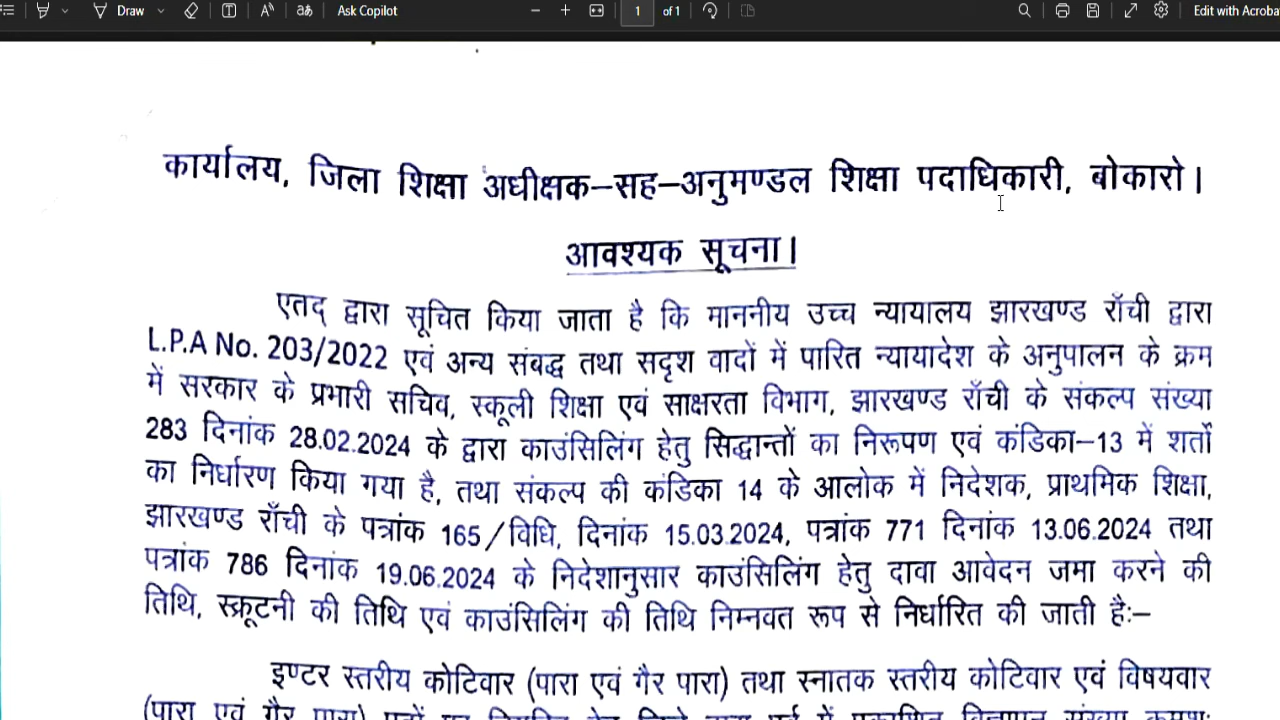 Draw
Ask Copilot
1 of 1
Edit with Acroba
कार्यालय, जिला शिक्षा अधीक्षक–सह–अनुमण्डल शिक्षा पदाधिकारी, बोकारो।
आवश्यक सूचना।
एतद् द्वारा सूचित किया जाता है कि माननीय उच्च न्यायालय झारखण्ड राँची द्वारा
L.P.A No. 203/2022 एवं अन्य संबद्ध तथा सदृश वादों में पारित न्यायादेश के अनुपालन के क्रम
में सरकार के प्रभारी सचिव, स्कूली शिक्षा एवं साक्षरता विभाग, झारखण्ड राँची के संकल्प संख्या
283 दिनांक 28.02.2024 के द्वारा काउंसिलिंग हेतु सिद्धान्तों का निरूपण एवं कंडिका–13 में शर्तों
का निर्धारण किया गया है, तथा संकल्प की कंडिका 14 के आलोक में निदेशक, प्राथमिक शिक्षा,
झारखण्ड राँची के पत्रांक 165/विधि, दिनांक 15.03.2024, पत्रांक 771 दिनांक 13.06.2024 तथा
पत्रांक 786 दिनांक 19.06.2024 के निदेशानुसार काउंसिलिंग हेतु दावा आवेदन जमा करने की
तिथि, स्क्रूटनी की तिथि एवं काउंसिलिंग की तिथि निम्नवत रूप से निर्धारित की जाती हैः–
इण्टर स्तरीय कोटिवार (पारा एवं गैर पारा) तथा स्नातक स्तरीय कोटिवार एवं विषयवार
(पारा एवं गैर पारा)